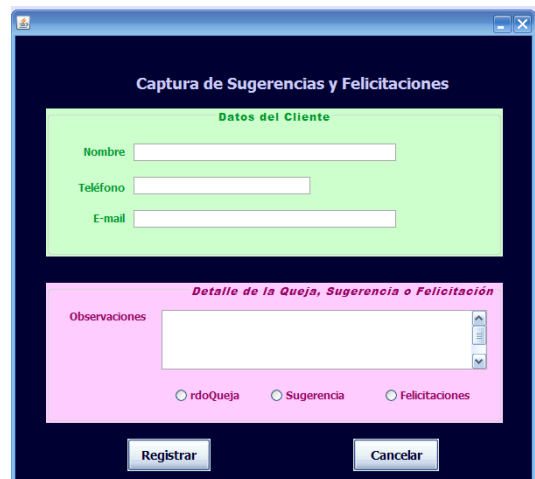 Captura de Sugerencias y Felicitaciones
Datos del Cliente
Nombre
Teléfono
E-mail
Detalle de la Queja, Sugerencia o Felicitación
Observaciones
rdoQueja Sugerencia Felicitaciones
Registrar Cancelar